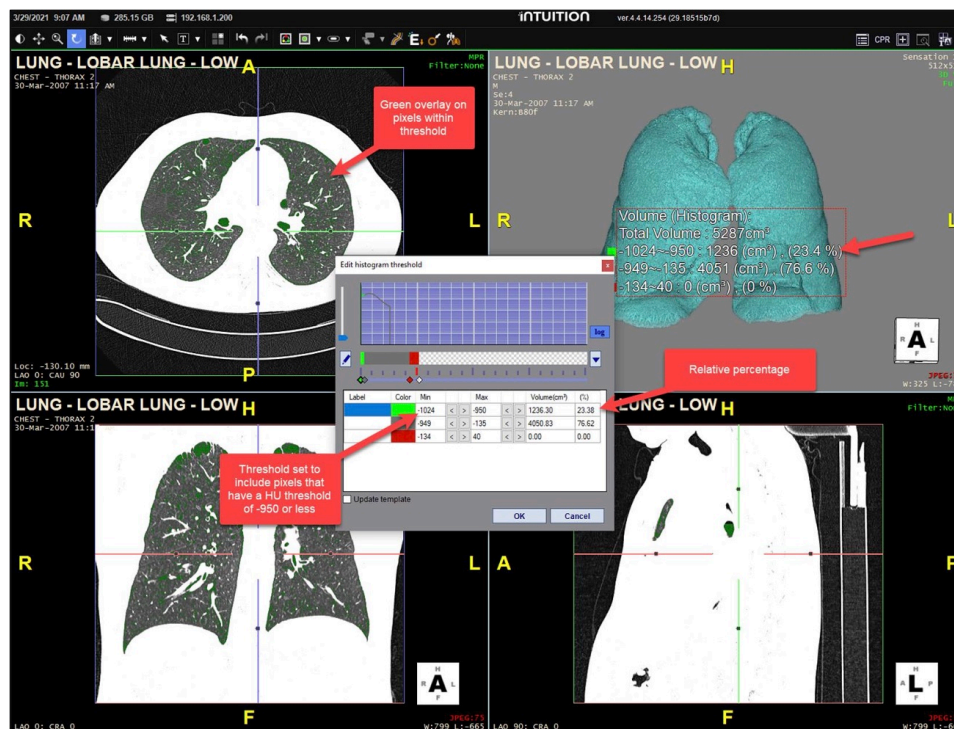 3/29/2021 9:07 AM 285.15 GB 192.168.1.200 iNTUITION ver.4.4.14.254 (29.18515b7d)
T E CPR
LUNG - LOBAR LUNG - LOW A
MPR
Filter:None
CHEST - THORAX 2
30-Mar-2007 11:17 AM
Green overlay on
pixels within
threshold
R
L
Loc: -130.10 mm
LAO 0: CAU 90
Im: 151
P
LUNG - LOBAR LUNG - LOW H
Sensation
512x5
CHEST - THORAX 2
M
Se:4
30-Mar-2007 11:17 AM
Kern:B80f
R
L
Volume (Histogram):
Total Volume : 5287cm³
-1024~-950 : 1236 (cm³) , (23.4 %)
-949~-135 : 4051 (cm³) , (76.6 %)
-134~40 : 0 (cm³) , (0 %)
H
R A L
F
Relative percentage
W:325
Edit histogram threshold
log
Label Color Min Max Volume(cm³) (%)
-1024 < > -950 < > 1236.30 23.38
-949 < > -135 < > 4050.83 76.62
-134 < > 40 < > 0.00 0.00
Update template
OK Cancel
Threshold set to
include pixels that
have a HU threshold
of -950 or less
LUNG - LOBAR LUNG - LOW H
CHEST - THORAX 2
30-Mar-2007 11:17 AM
R
L
H
R A L
F
F
LAO 0: CRA 0
JPEG:75
W:799 L:-665
LUNG - LOBAR LUNG - LOW H
A
H
A L P
F
F
LAO 90: CRA 0